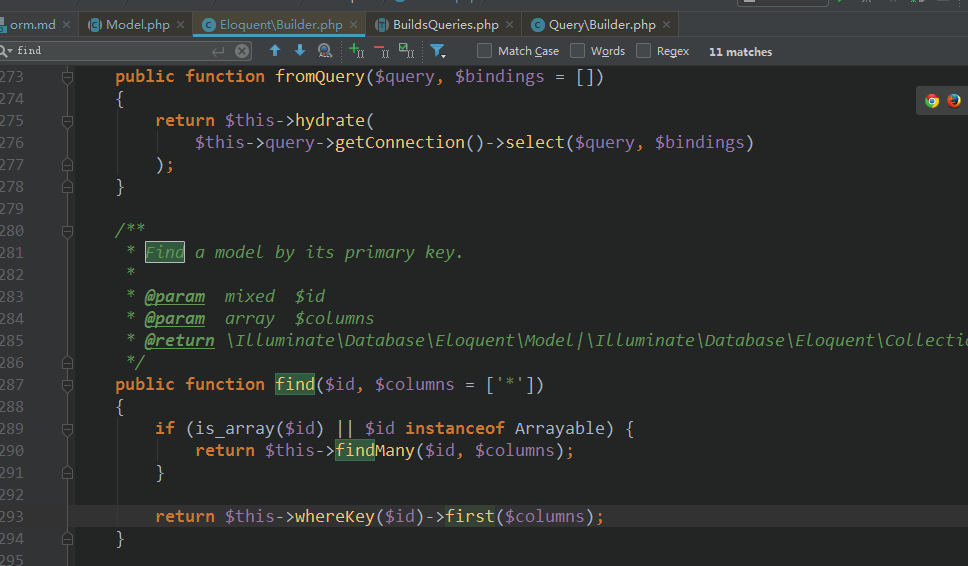 orm.md × Model.php × Eloquent\Builder.php × BuildsQueries.php × Query\Builder.php ×
find Match Case Words Regex 11 matches
273 public function fromQuery($query, $bindings = [])
274 {
275 return $this->hydrate(
276 $this->query->getConnection()->select($query, $bindings)
277 );
278 }
279
280 /**
281 * Find a model by its primary key.
282 *
283 * @param mixed $id
284 * @param array $columns
285 * @return \Illuminate\Database\Eloquent\Model|\Illuminate\Database\Eloquent\Collectio
286 */
287 public function find($id, $columns = ['*'])
288 {
289 if (is_array($id) || $id instanceof Arrayable) {
290 return $this->findMany($id, $columns);
291 }
292
293 return $this->whereKey($id)->first($columns);
294 }
295